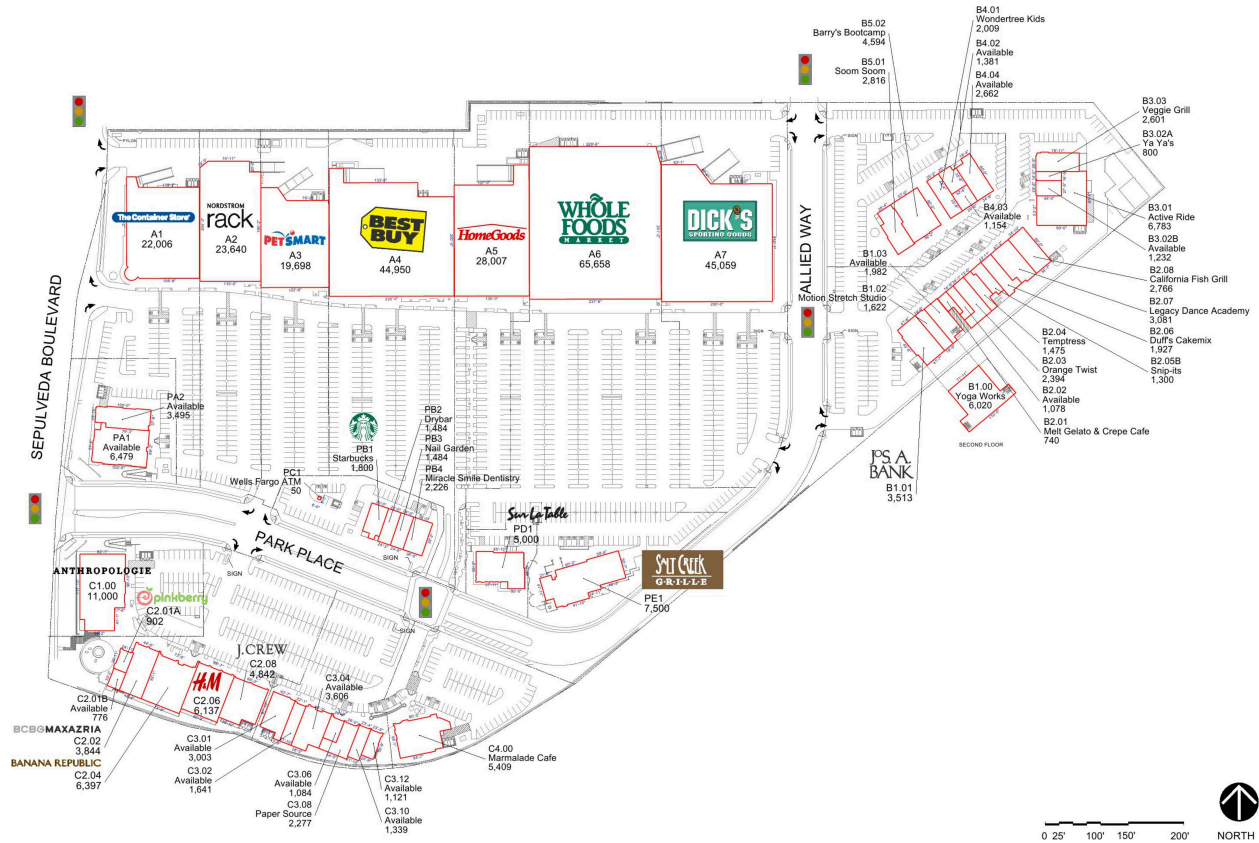 B4.01
Wondertree Kids
2,009
B5.02
Barry's Bootcamp
4,594
B4.02
Available
1,381
B5.01
Soom Soom
2,816
B4.04
Available
2,662
B3.03
Veggie Grill
2,601
B3.02A
Ya Ya's
800
PYLON
SIGN
The Container Store
A1
22,006
NORDSTROM
rack
A2
23,640
PETSMART
A3
19,698
BEST
BUY
A4
44,950
HomeGoods
A5
28,007
WHOLE
FOODS
MARKET
A6
65,658
DICK'S
SPORTING GOODS
A7
45,059
ALLIED WAY
SEPULVEDA BOULEVARD
B4.03
Available
1,154
B3.01
Active Ride
6,783
B3.02B
Available
1,232
B1.03
Available
1,982
B1.02
Motion Stretch Studio
1,622
B2.08
California Fish Grill
2,766
B2.07
Legacy Dance Academy
3,081
B2.06
Duff's Cakemix
1,927
B2.05B
Snip-its
1,300
SIGN
SIGN
B2.04
Temptress
1,475
B2.03
Orange Twist
2,394
B2.02
Available
1,078
B2.01
Melt Gelato & Crepe Cafe
740
B1.00
Yoga Works
6,020
SECOND FLOOR
JOS. A.
BANK
B1.01
3,513
PA2
Available
3,495
PA1
Available
6,479
PB1
Starbucks
1,800
PB2
Drybar
1,484
PB3
Nail Garden
1,484
PB4
Miracle Smile Dentistry
2,226
PC1
Wells Fargo ATM
50
Sur La Table
PD1
5,000
SALT CREEK
GRILLE
PE1
7,500
PARK PLACE
SIGN
SIGN
SIGN
ANTHROPOLOGIE
C1.00
11,000
pinkberry
C2.01A
902
J.CREW
C2.08
4,842
H&M
C2.06
6,137
C3.04
Available
3,606
C2.01B
Available
776
BCBGMAXAZRIA
C2.02
3,844
BANANA REPUBLIC
C2.04
6,397
C3.01
Available
3,003
C3.02
Available
1,641
C3.06
Available
1,084
C3.08
Paper Source
2,277
C3.12
Available
1,121
C3.10
Available
1,339
C4.00
Marmalade Cafe
5,409
0 25' 100' 150' 200'
NORTH